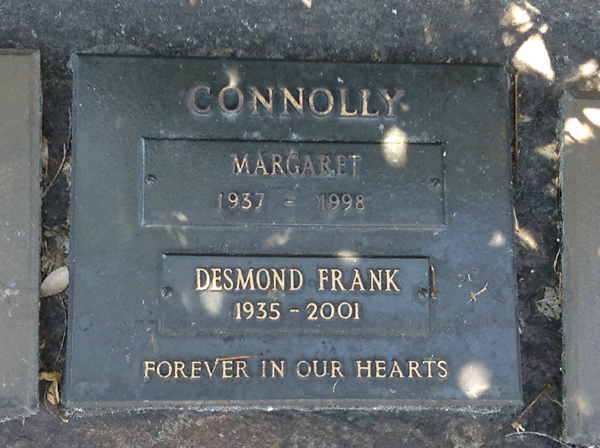 CONNOLLY
MARGARET
1937 - 1998
DESMOND FRANK
1935 - 2001
FOREVER IN OUR HEARTS